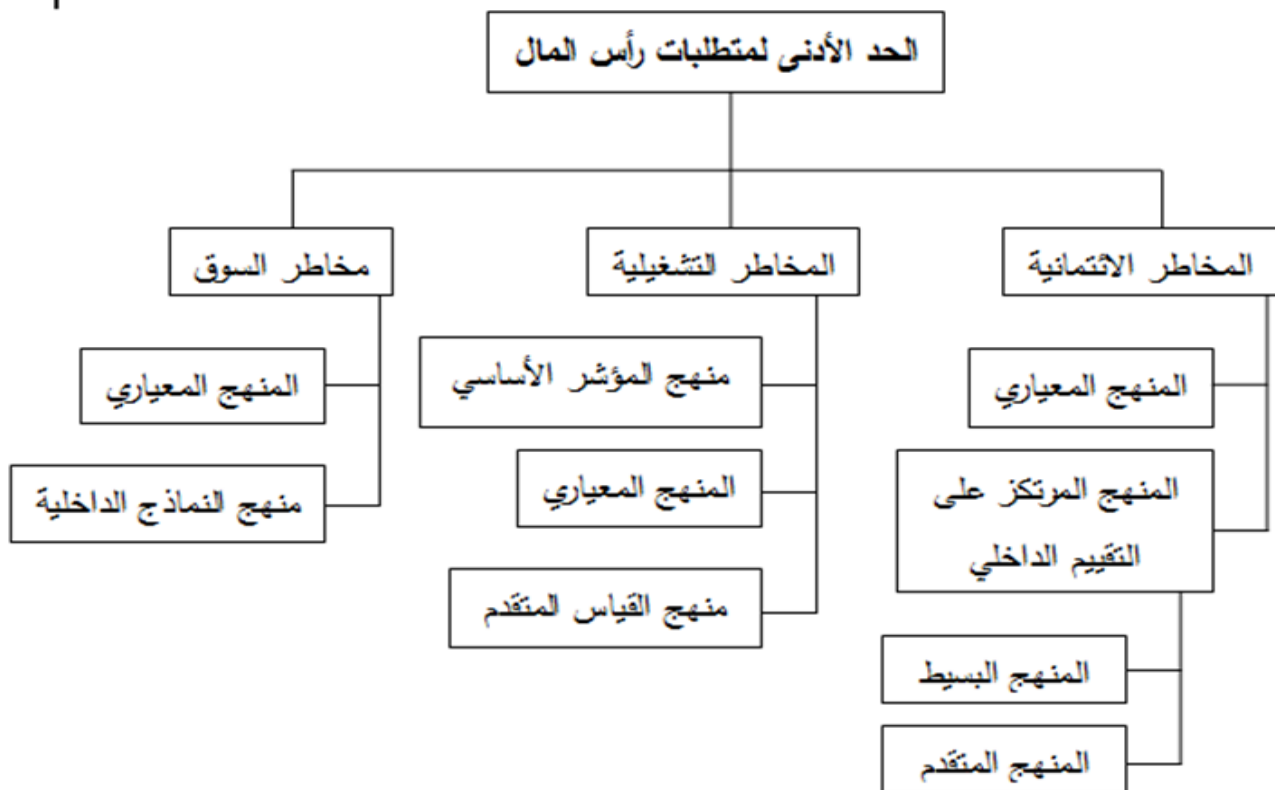 الحد الأدنى لمتطلبات رأس المال
المخاطر الائتمانية
المنهج المعياري
المنهج المرتكز على
التقييم الداخلي
المنهج البسيط
المنهج المتقدم
المخاطر التشغيلية
منهج المؤشر الأساسي
المنهج المعياري
منهج القياس المتقدم
مخاطر السوق
المنهج المعياري
منهج النماذج الداخلية